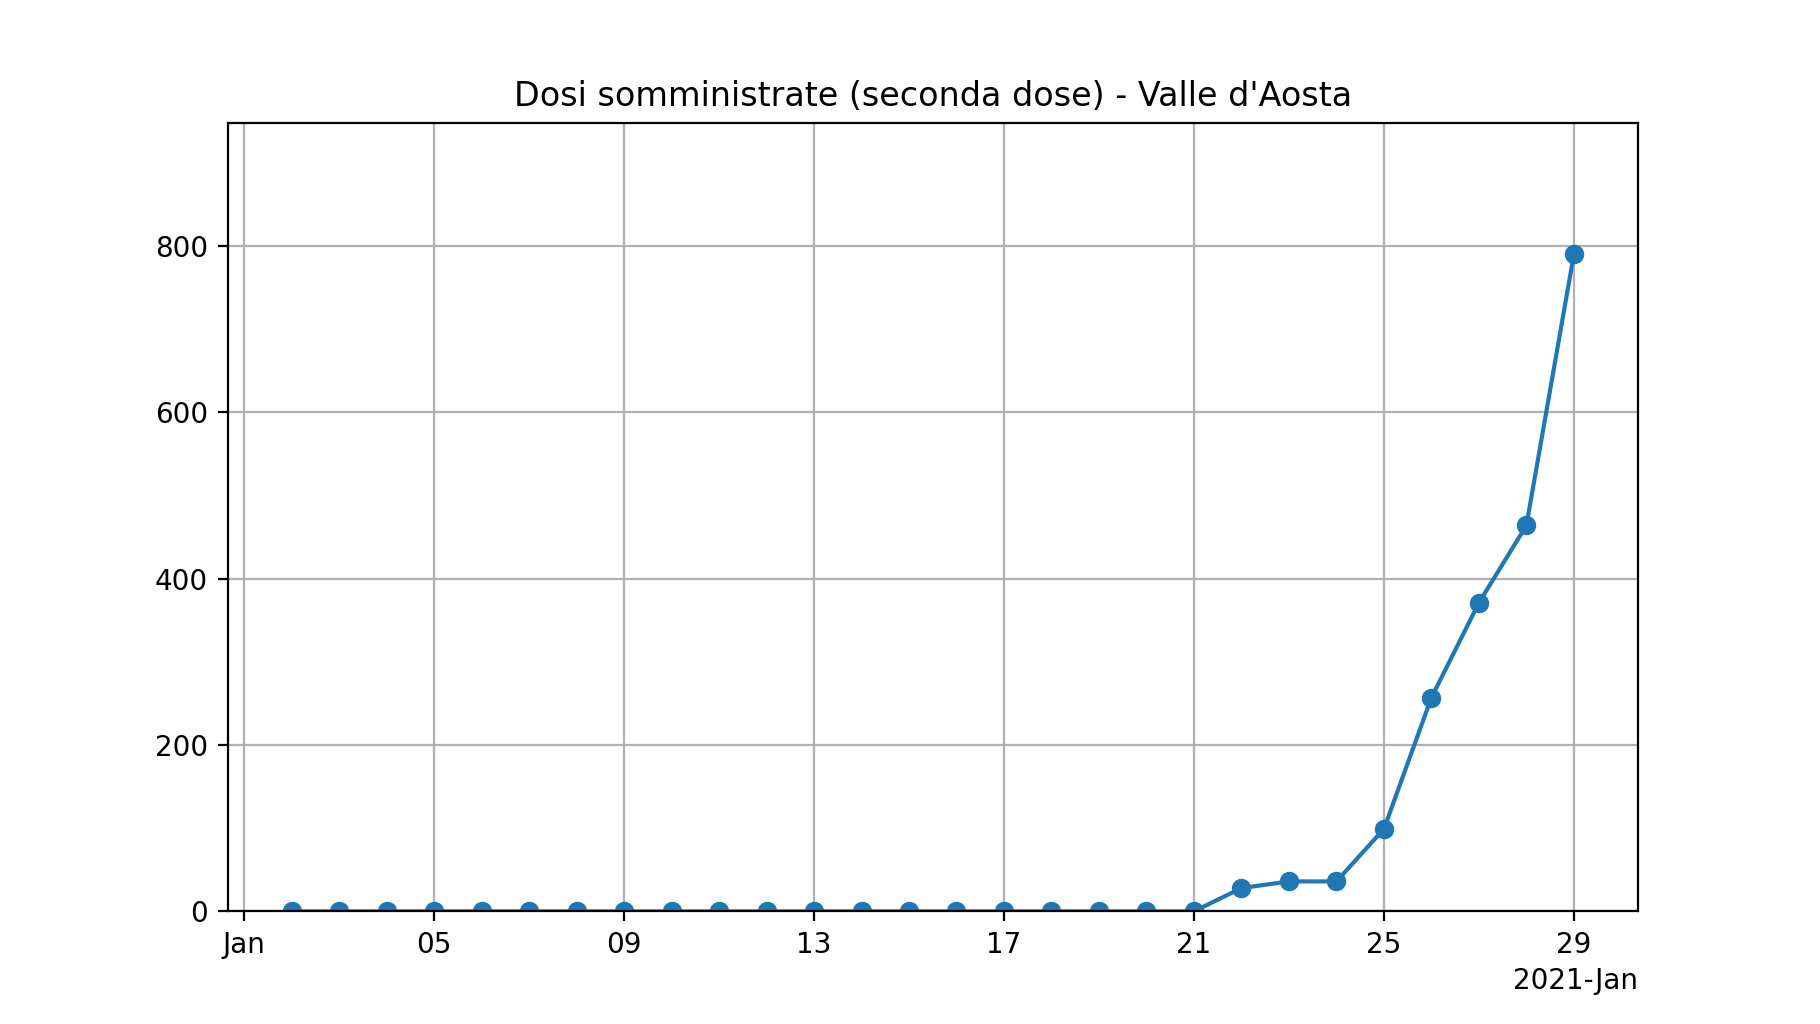 Dosi somministrate (seconda dose) - Valle d'Aosta
800
600
400
200
0
Jan 05 09 13 17 21 25 29
2021-Jan